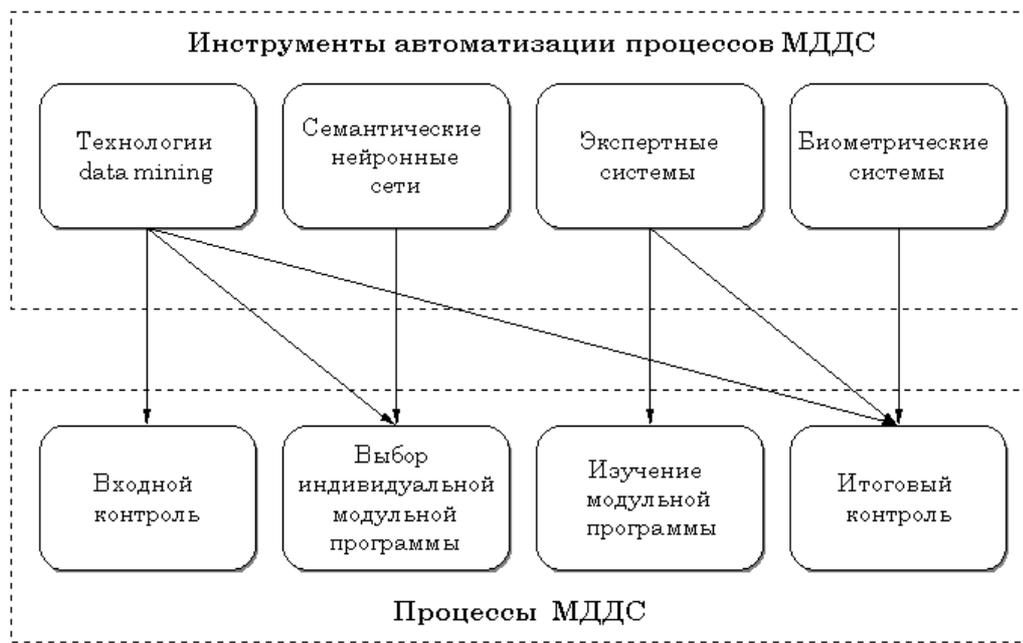 Инструменты автоматизации процессов МДДС
Технологии
data mining
Семантические
нейронные
сети
Экспертные
системы
Биометрические
системы
Входной
контроль
Выбор
индивидуальной
модульной
программы
Изучение
модульной
программы
Итоговый
контроль
Процессы МДДС